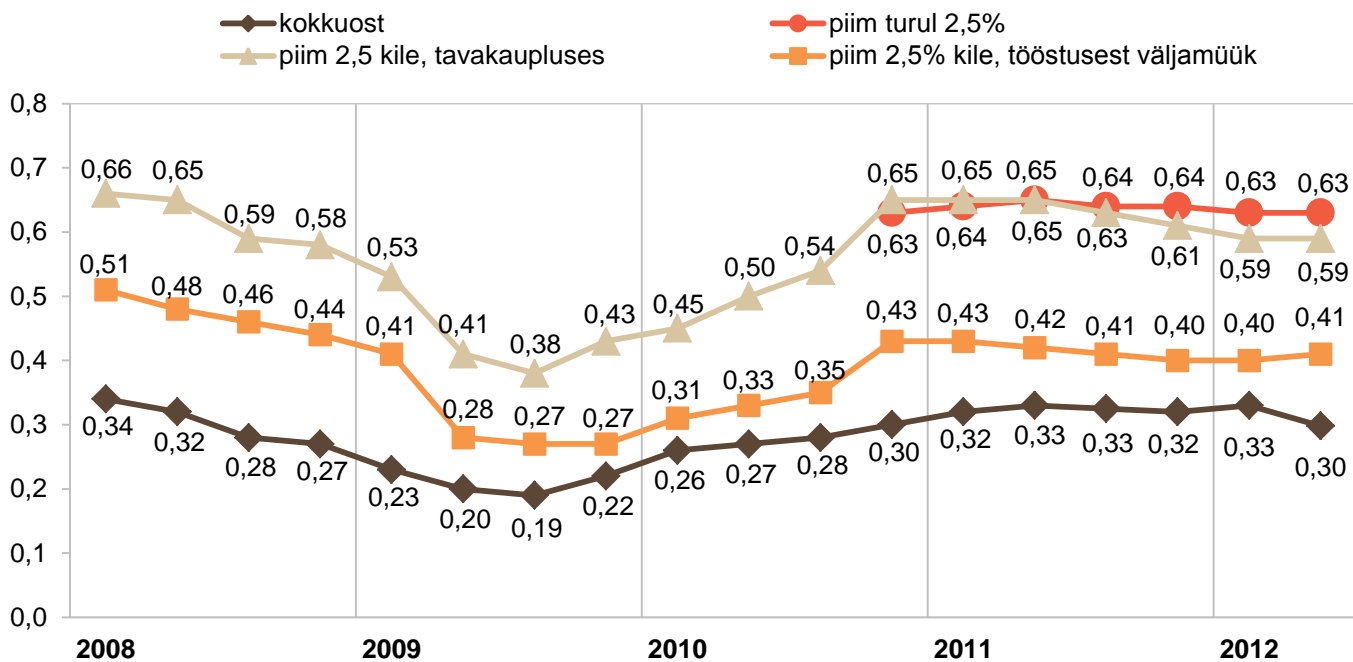 kokkuost
piim turul 2,5%
piim 2,5 kile, tavakaupluses
piim 2,5% kile, tööstusest väljamüük
0,8
0,7
0,6
0,5
0,4
0,3
0,2
0,1
0,0
0,66 0,65 0,59 0,58 0,53 0,41 0,38 0,43 0,45 0,50 0,54 0,65 0,65 0,65 0,64 0,64 0,63 0,63
0,63 0,64 0,65 0,63 0,61 0,59 0,59
0,51 0,48 0,46 0,44 0,41 0,28 0,27 0,27 0,31 0,33 0,35 0,43 0,43 0,42 0,41 0,40 0,40 0,41
0,34 0,32 0,28 0,27 0,23 0,20 0,19 0,22 0,26 0,27 0,28 0,30 0,32 0,33 0,33 0,32 0,33 0,30
2008 2009 2010 2011 2012